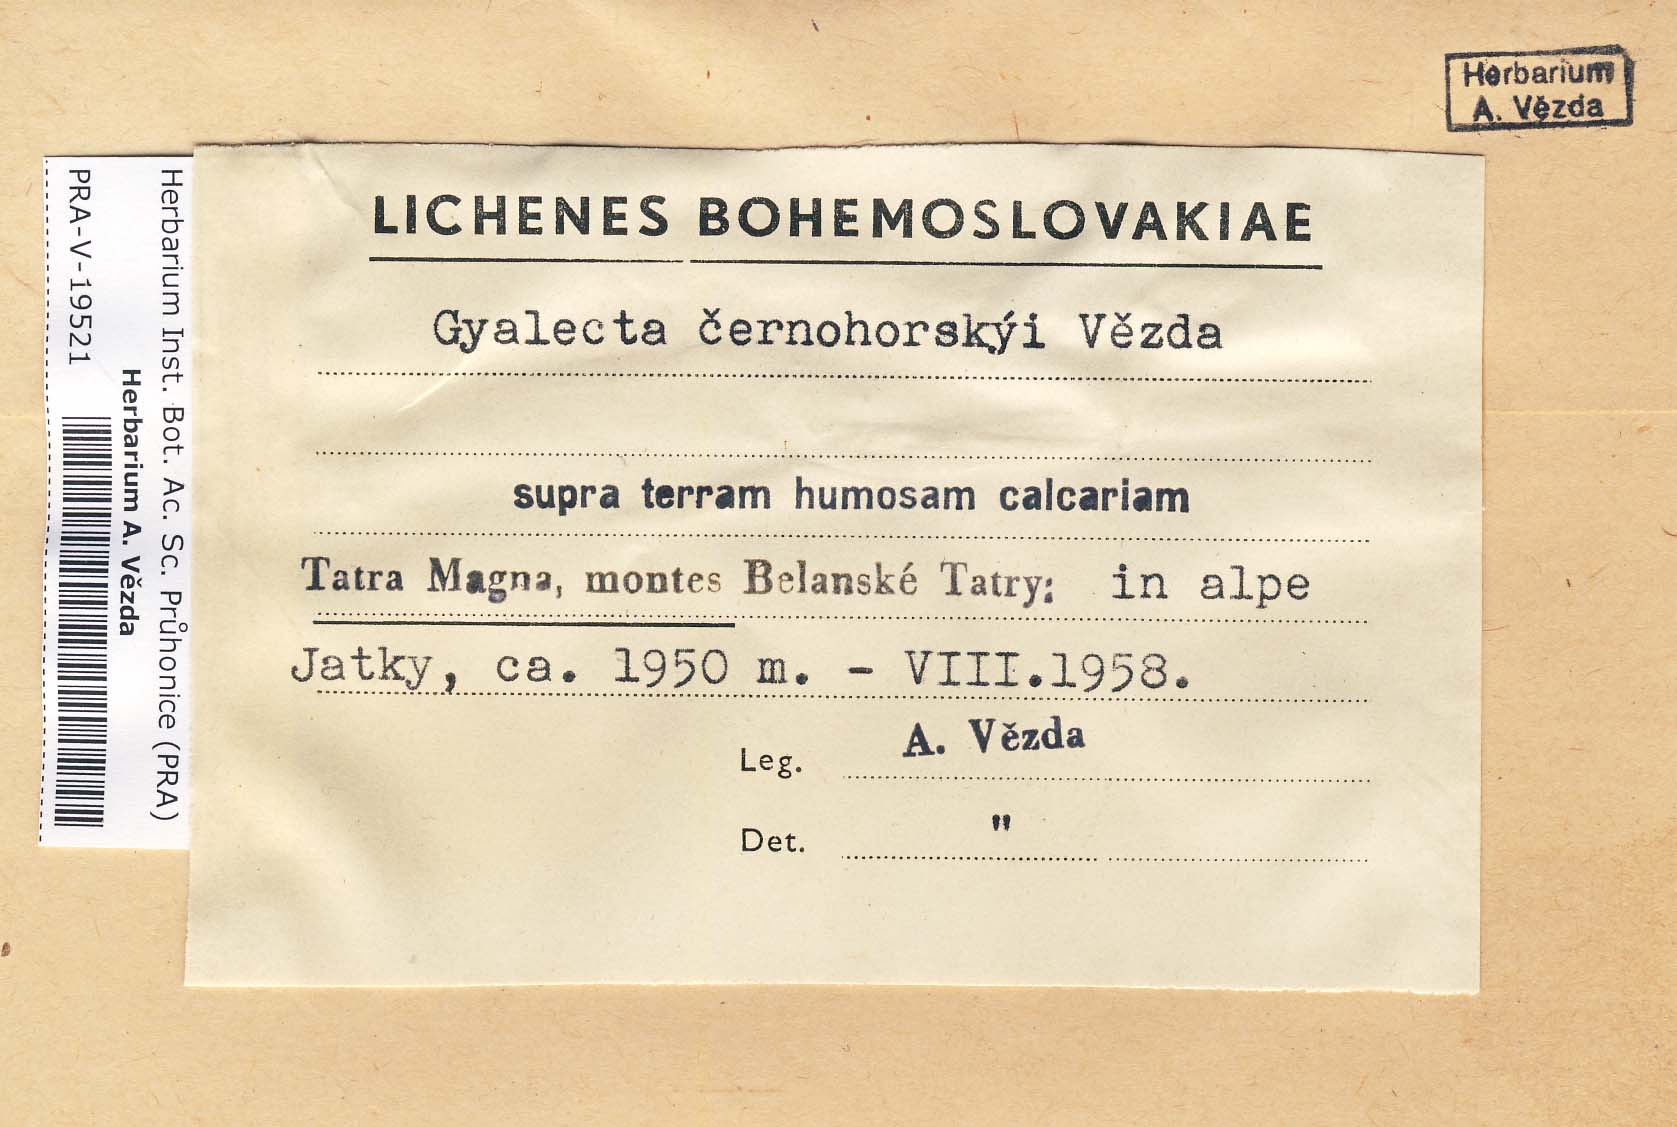 Herbarium
A. Vězda
LICHENES BOHEMOSLOVAKIAE
Gyalecta černohorskýi Vězda
supra terram humosam calcariam
Tatra Magna, montes Belanské Tatry: in alpe
Jatky, ca. 1950 m. - VIII.1958.
Leg. A. Vězda
Det. "
Herbarium Inst. Bot. Ac. Sc. Průhonice (PRA)
Herbarium A. Vězda
PRA-V-19521